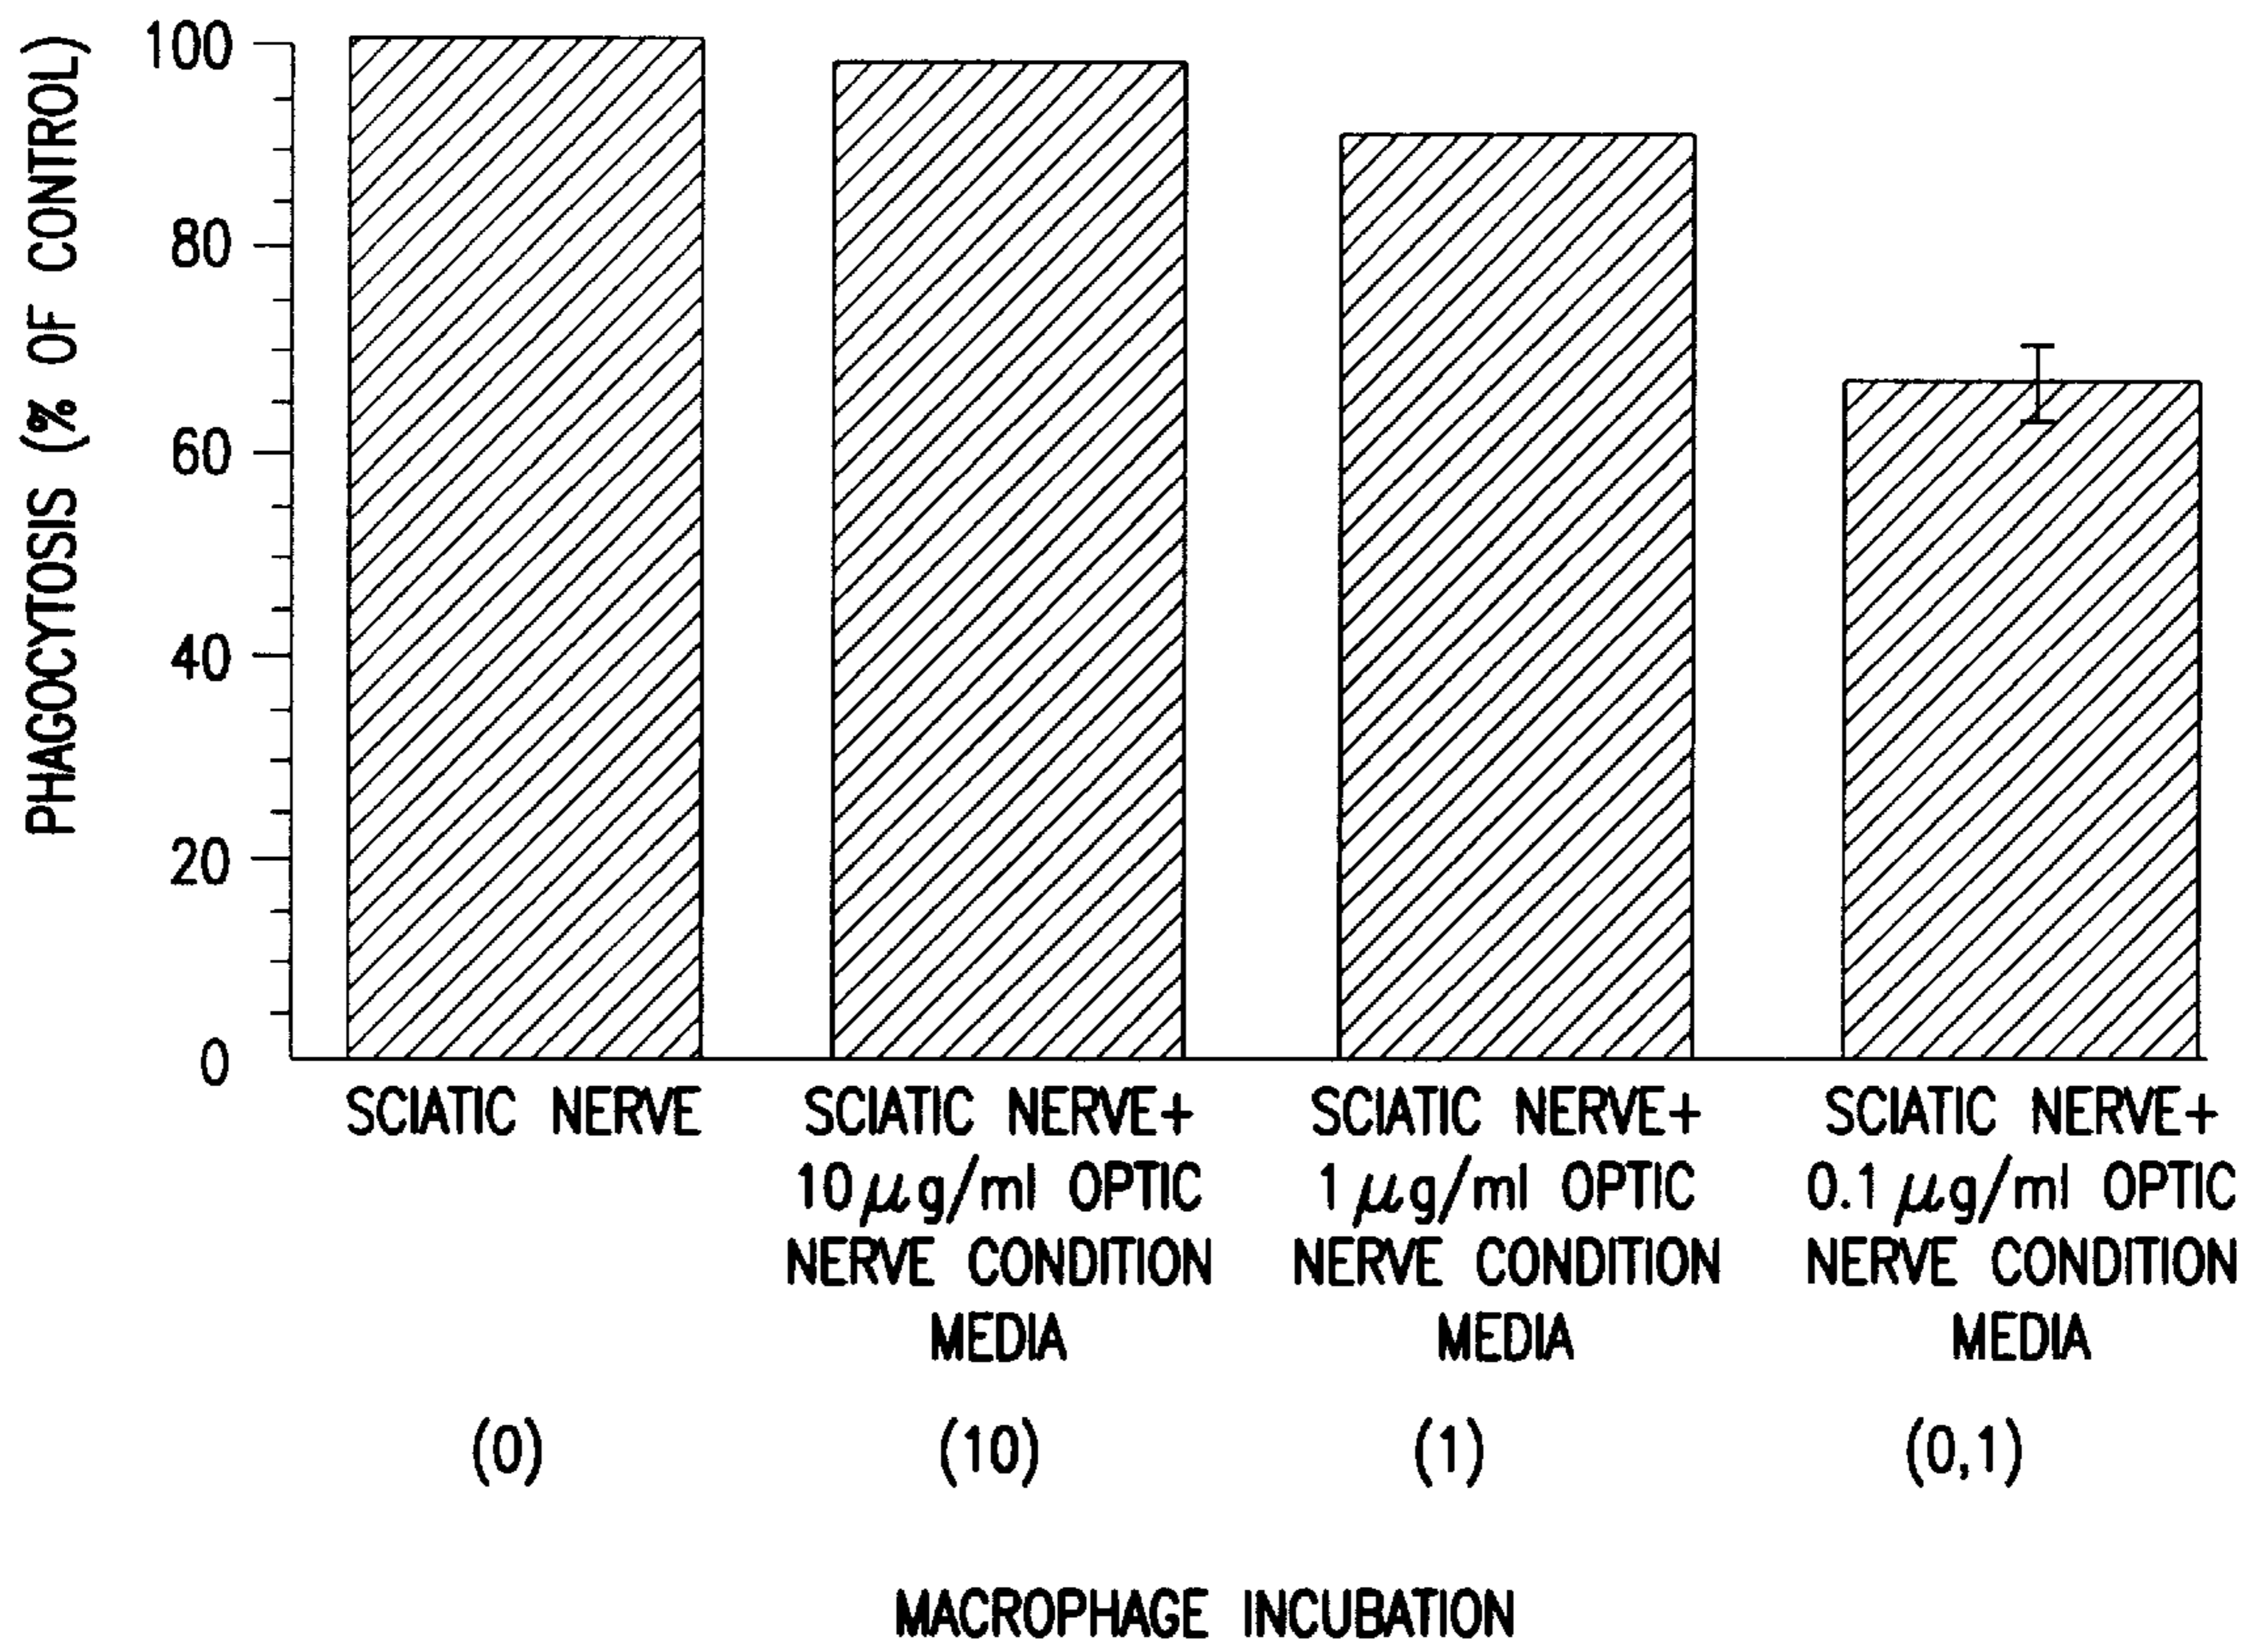 PHAGOCYTOSIS (% OF CONTROL)
100
80
60
40
20
0
SCIATIC NERVE
SCIATIC NERVE+
10 μg/ml OPTIC
NERVE CONDITION
MEDIA
SCIATIC NERVE+
1 μg/ml OPTIC
NERVE CONDITION
MEDIA
SCIATIC NERVE+
0.1 μg/ml OPTIC
NERVE CONDITION
MEDIA
(0)
(10)
(1)
(0,1)
MACROPHAGE INCUBATION